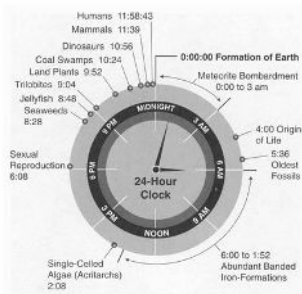 Humans 11:58:43
Mammals 11:39
Dinosaurs 10:56
Coal Swamps 10:24
Land Plants 9:52
Trilobites 9:04
Jellyfish 8:48
Seaweeds
8:28
Sexual
Reproduction
6:08
Single-Celled
Algae (Acritarchs)
2:08
0:00:00 Formation of Earth
Meteorite Bombardment
0:00 to 3 am
4:00 Origin
of Life
5:36
Oldest
Fossils
6:00 to 1:52
Abundant Banded
Iron-Formations
MIDNIGHT
3 AM
6 AM
9 AM
NOON
3 PM
6 PM
9 PM
24-Hour
Clock